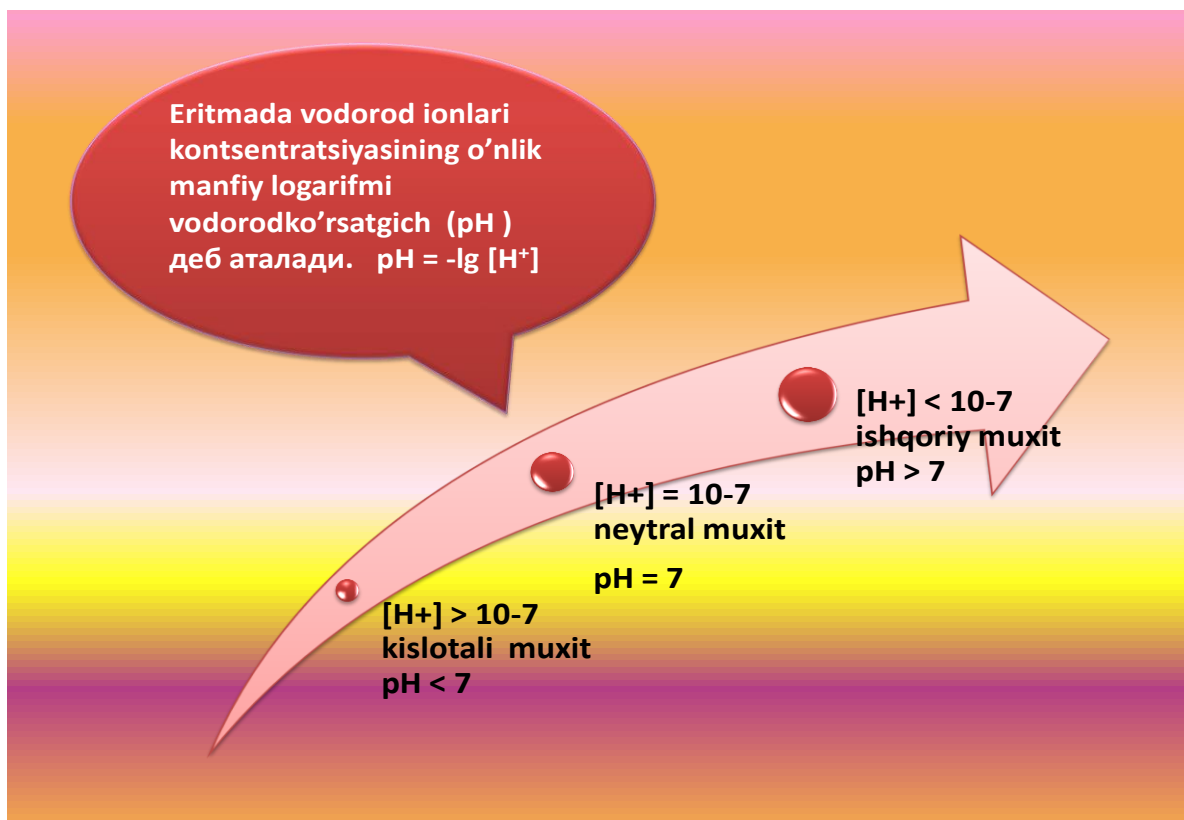 Eritmada vodorod ionlari
kontsentratsiyasining o’nlik
manfiy logarifmi
vodorodko’rsatgich (pH )
деб аталади. pH = -lg [H⁺]
[H+] < 10-7
ishqoriy muxit
pH > 7
[H+] = 10-7
neytral muxit
pH = 7
[H+] > 10-7
kislotali muxit
pH < 7